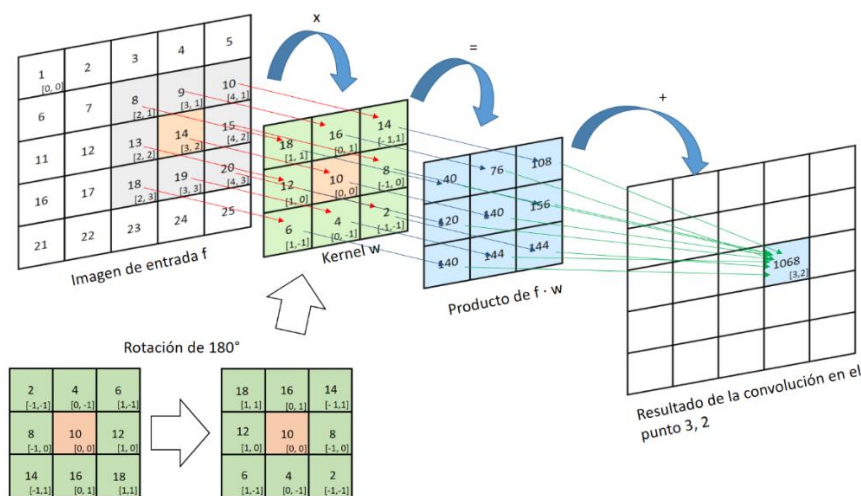 x
=
+
1 2 3 4 5
[0, 0]
6 7 8 9 10
[2, 1] [3, 1] [4, 1]
11 12 13 14 15
[2, 2] [3, 2] [4, 2]
16 17 18 19 20
[2, 3] [3, 3] [4, 3]
21 22 23 24 25
Imagen de entrada f
18 16 14
[1, 1] [0, 1] [-1,1]
12 10 8
[1, 0] [0, 0] [-1, 0]
6 4 2
[1,-1] [0, -1] [-1,-1]
Kernel w
40 76 108
120 140 156
140 144 144
Producto de f · w
1068
[3,2]
Resultado de la convolución en el
punto 3, 2
Rotación de 180°
2 4 6
[-1,-1] [0, -1] [1,-1]
8 10 12
[-1, 0] [0, 0] [1, 0]
14 16 18
[-1,1] [0, 1] [1,1]
18 16 14
[1, 1] [0, 1] [-1,1]
12 10 8
[1, 0] [0, 0] [-1, 0]
6 4 2
[1,-1] [0, -1] [-1,-1]